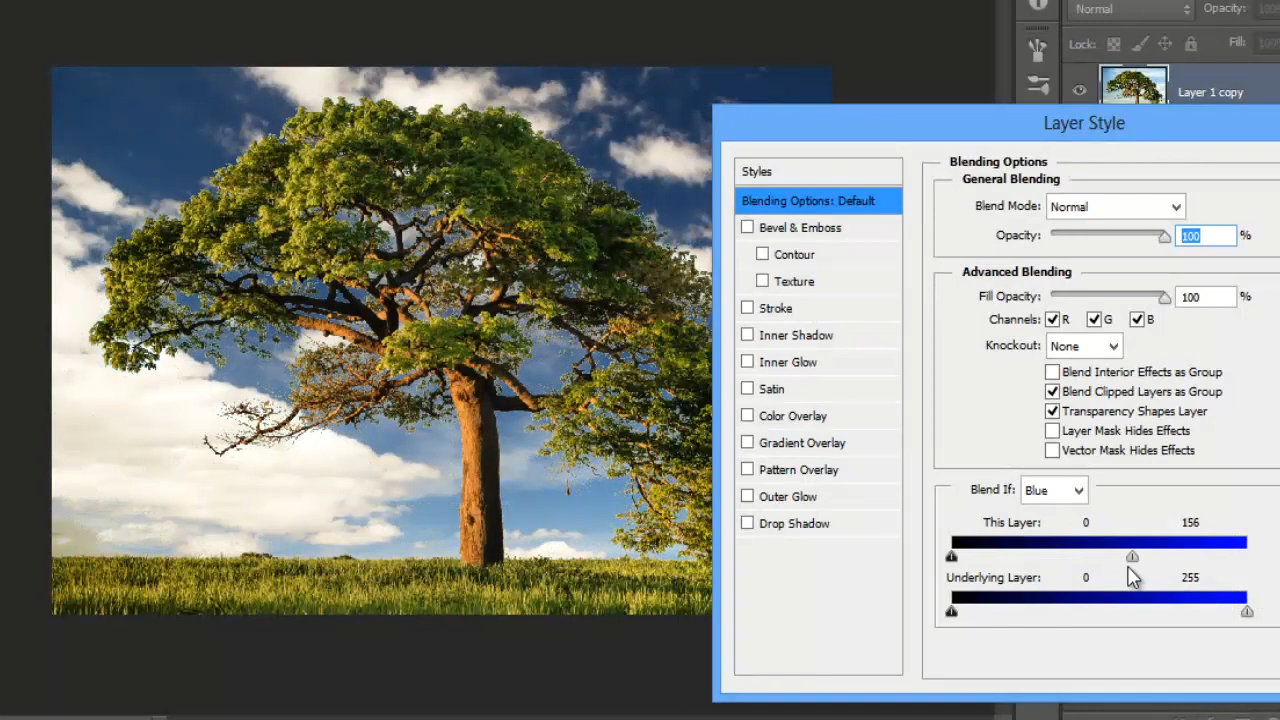 Normal
Opacity:
100
Lock:
Fill:
Layer 1 copy
Layer Style
Styles
Blending Options: Default
Bevel & Emboss
Contour
Texture
Stroke
Inner Shadow
Inner Glow
Satin
Color Overlay
Gradient Overlay
Pattern Overlay
Outer Glow
Drop Shadow
Blending Options
General Blending
Blend Mode: Normal
Opacity: 100 %
Advanced Blending
Fill Opacity: 100 %
Channels: R G B
Knockout: None
Blend Interior Effects as Group
Blend Clipped Layers as Group
Transparency Shapes Layer
Layer Mask Hides Effects
Vector Mask Hides Effects
Blend If: Blue
This Layer: 0 156
Underlying Layer: 0 255